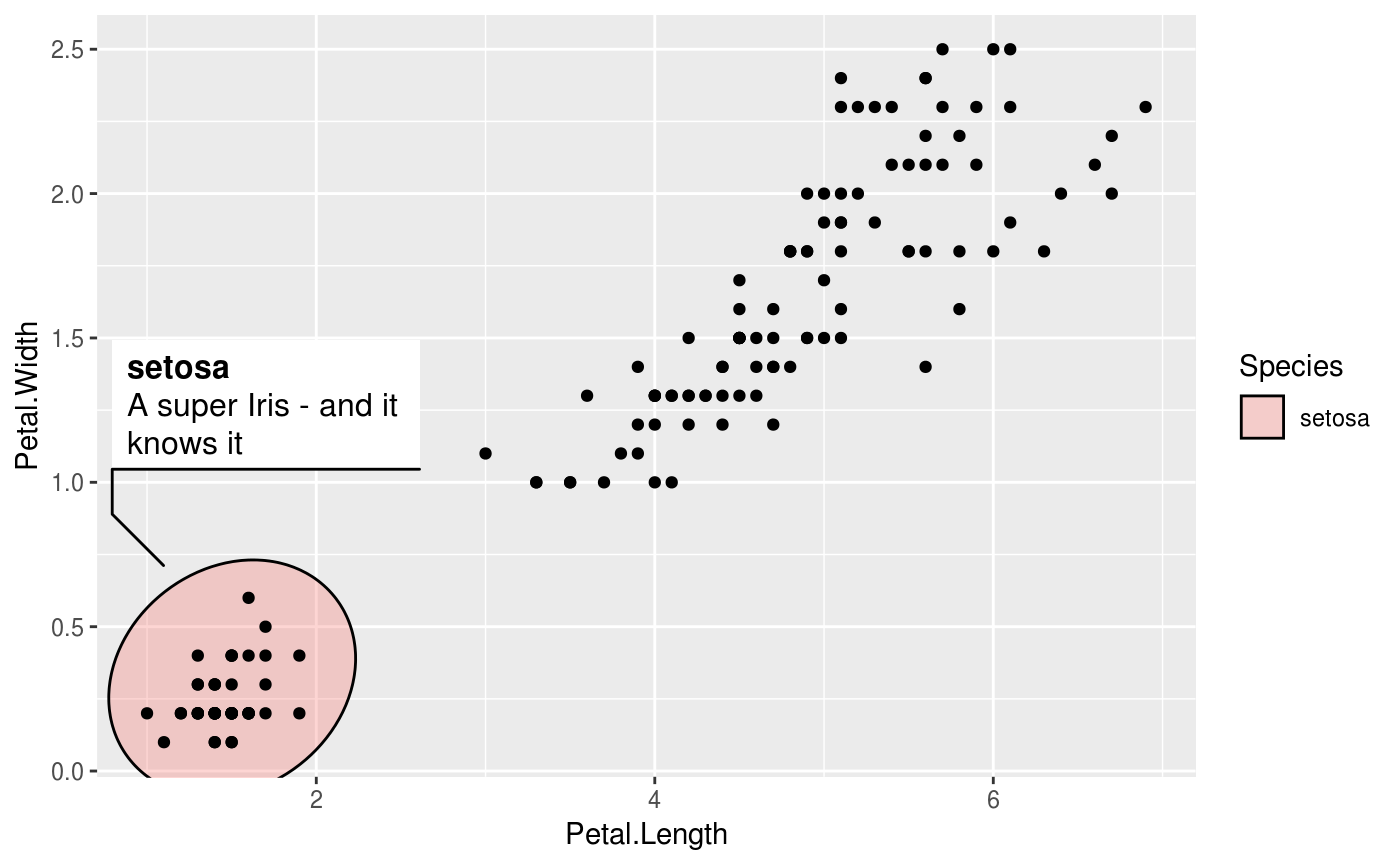 2.5
2.0
1.5
1.0
0.5
0.0
Petal.Width
setosa
A super Iris - and it
knows it
2
4
6
Petal.Length
Species
setosa